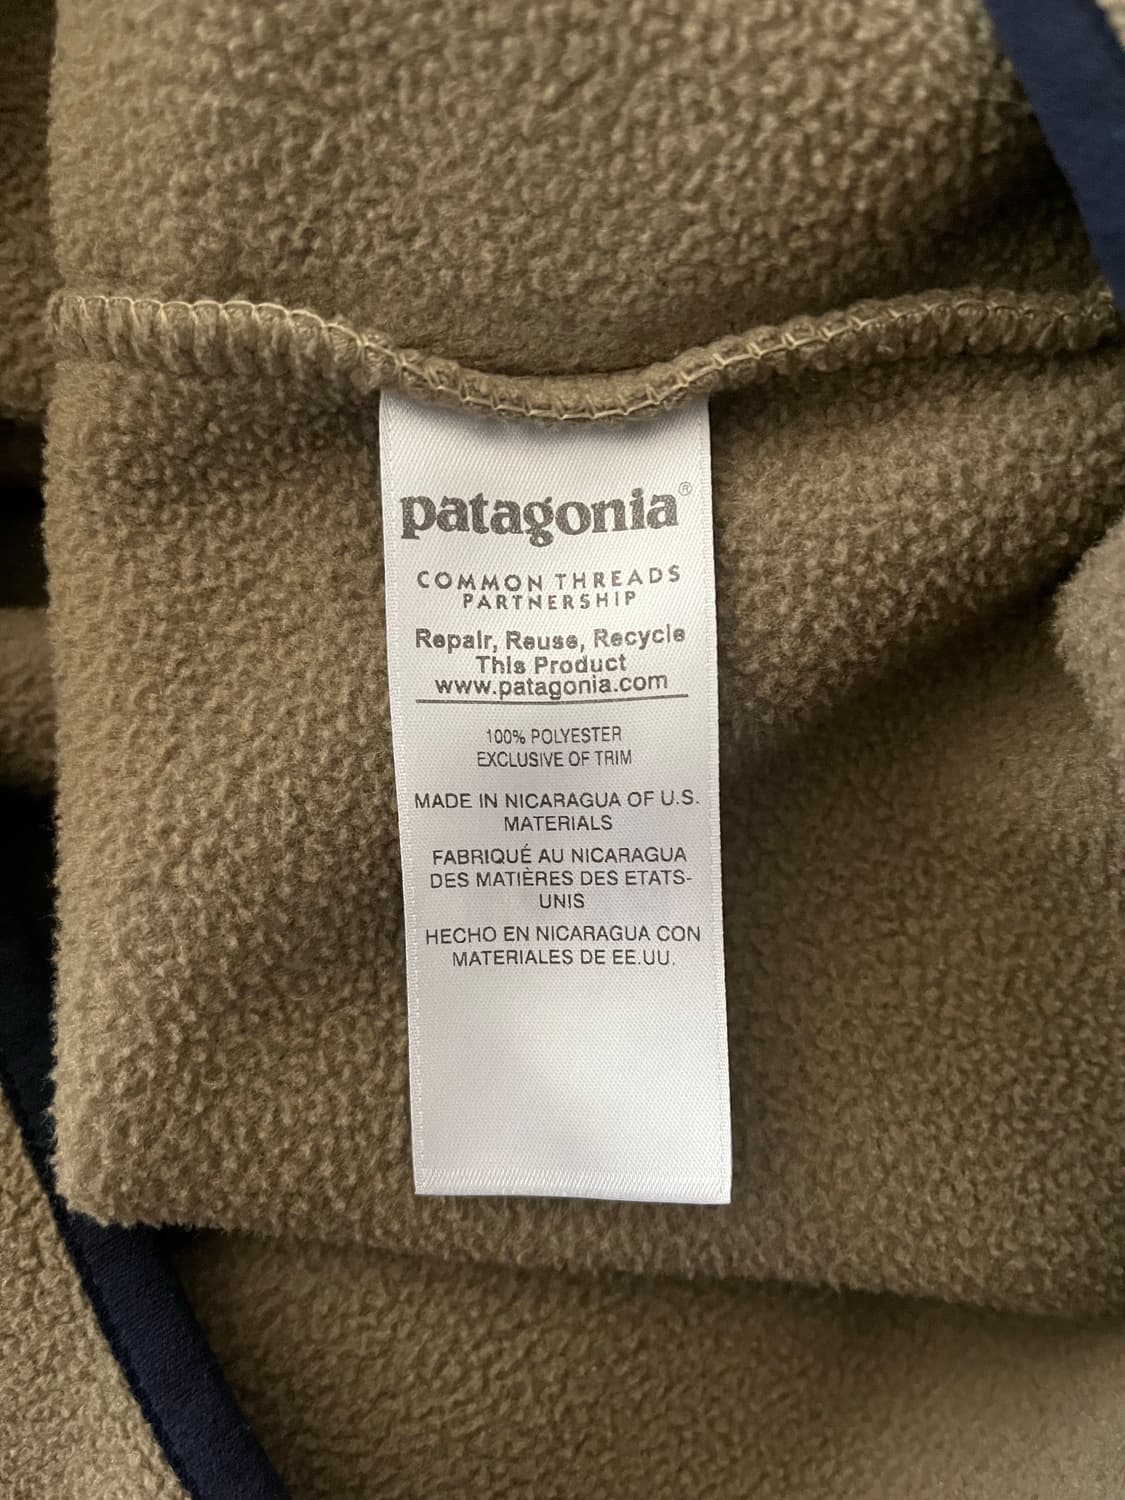 patagonia®
COMMON THREADS
PARTNERSHIP
Repair, Reuse, Recycle
This Product
www.patagonia.com
100% POLYESTER
EXCLUSIVE OF TRIM
MADE IN NICARAGUA OF U.S.
MATERIALS
FABRIQUÉ AU NICARAGUA
DES MATIÈRES DES ETATS-
UNIS
HECHO EN NICARAGUA CON
MATERIALES DE EE.UU.